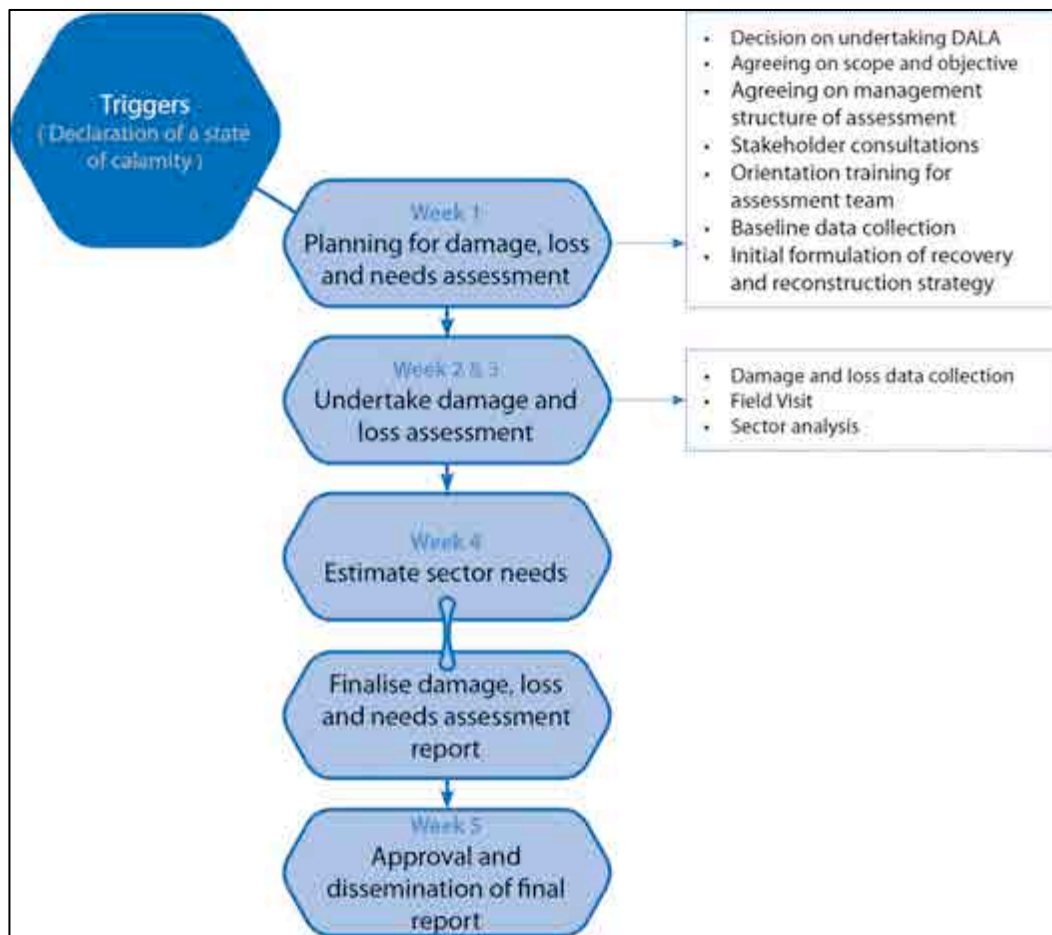 Triggers
( Declaration of a state
of calamity )
Week 1
Planning for damage, loss
and needs assessment
• Decision on undertaking DALA
• Agreeing on scope and objective
• Agreeing on management
structure of assessment
• Stakeholder consultations
• Orientation training for
assessment team
• Baseline data collection
• Initial formulation of recovery
and reconstruction strategy
Week 2 & 3
Undertake damage and
loss assessment
• Damage and loss data collection
• Field Visit
• Sector analysis
Week 4
Estimate sector needs
Finalise damage, loss
and needs assessment
report
Week 5
Approval and
dissemination of final
report